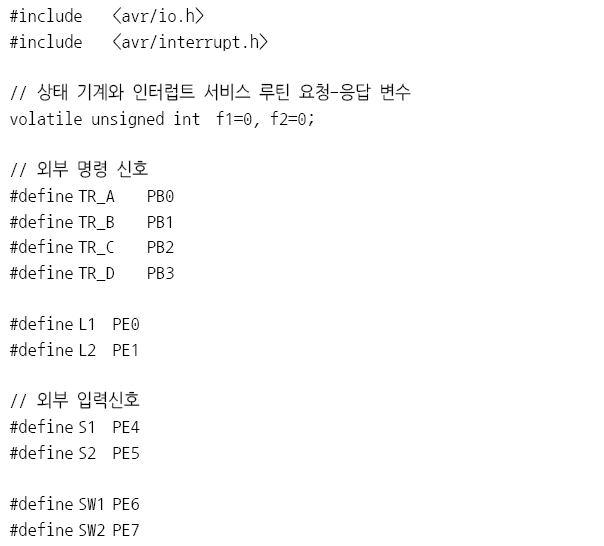 #include <avr/io.h>
#include <avr/interrupt.h>
// 상태 기계와 인터럽트 서비스 루틴 요청-응답 변수
volatile unsigned int f1=0, f2=0;
// 외부 명령 신호
#define TR_A PB0
#define TR_B PB1
#define TR_C PB2
#define TR_D PB3
#define L1 PE0
#define L2 PE1
// 외부 입력신호
#define S1 PE4
#define S2 PE5
#define SW1 PE6
#define SW2 PE7